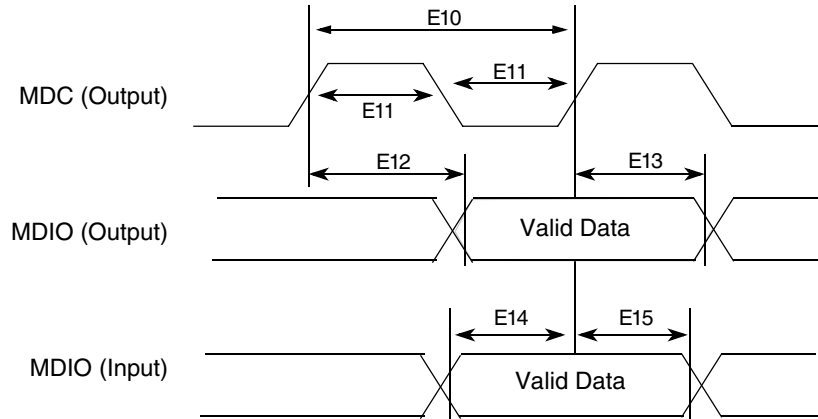 E10
MDC (Output)
E11
E11
E12
E13
MDIO (Output)
Valid Data
E14
E15
MDIO (Input)
Valid Data